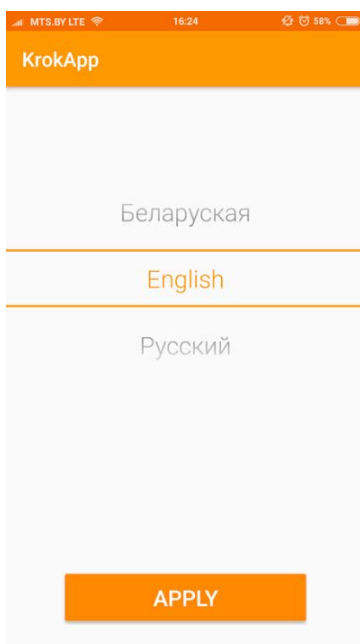 MTS.BY LTE 16:24 58%
KrokApp
Беларуская
English
Русский
APPLY